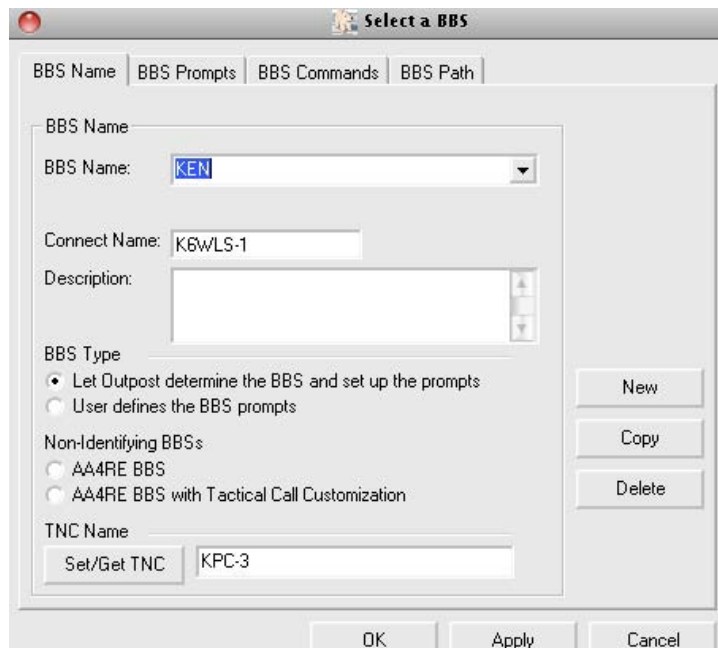 Select a BBS
BBS Name BBS Prompts BBS Commands BBS Path
BBS Name
BBS Name: KEN
Connect Name: K6WLS-1
Description:
BBS Type
Let Outpost determine the BBS and set up the prompts
User defines the BBS prompts
New
Non-Identifying BBSs
Copy
AA4RE BBS
AA4RE BBS with Tactical Call Customization
Delete
TNC Name
Set/Get TNC KPC-3
OK Apply Cancel